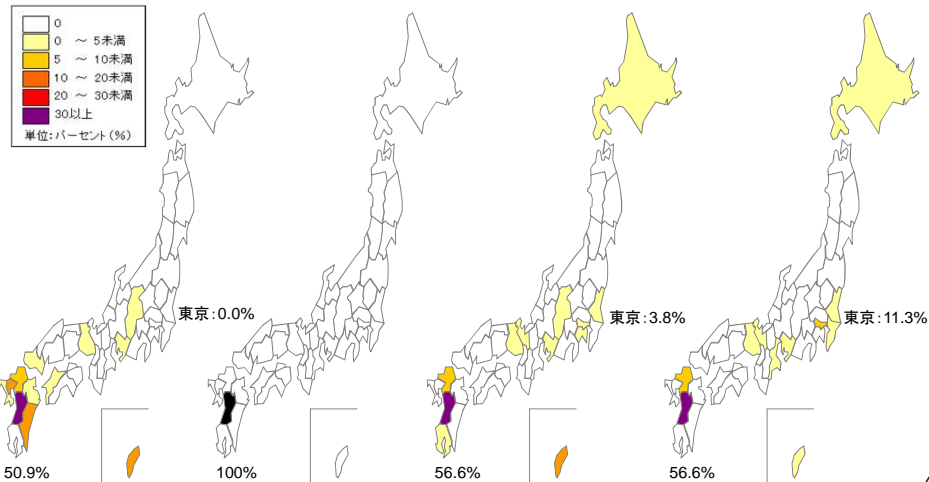 0
0 ～ 5未満
5 ～ 10未満
10 ～ 20未満
20 ～ 30未満
30以上
単位:パーセント(%)
東京:0.0%
東京:3.8%
東京:11.3%
50.9%
100%
56.6%
56.6%